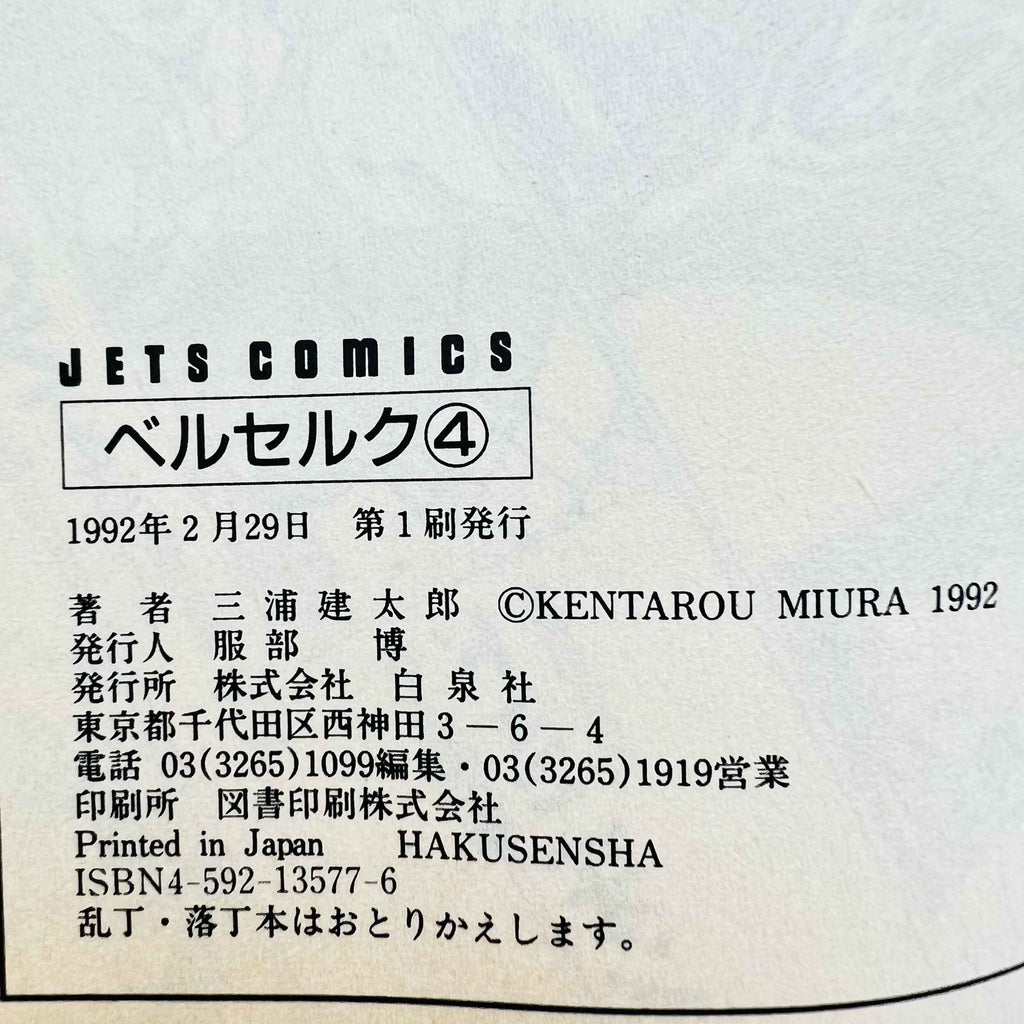 JETS COMICS
ベルセルク④
1992年2月29日　第1刷発行
著　者　三浦建太郎　©KENTAROU MIURA 1992
発行人　服部　博
発行所　株式会社　白泉社
東京都千代田区西神田3－6－4
電話 03(3265)1099編集・03(3265)1919営業
印刷所　図書印刷株式会社
Printed in Japan　HAKUSENSHA
ISBN4-592-13577-6
乱丁・落丁本はおとりかえします。